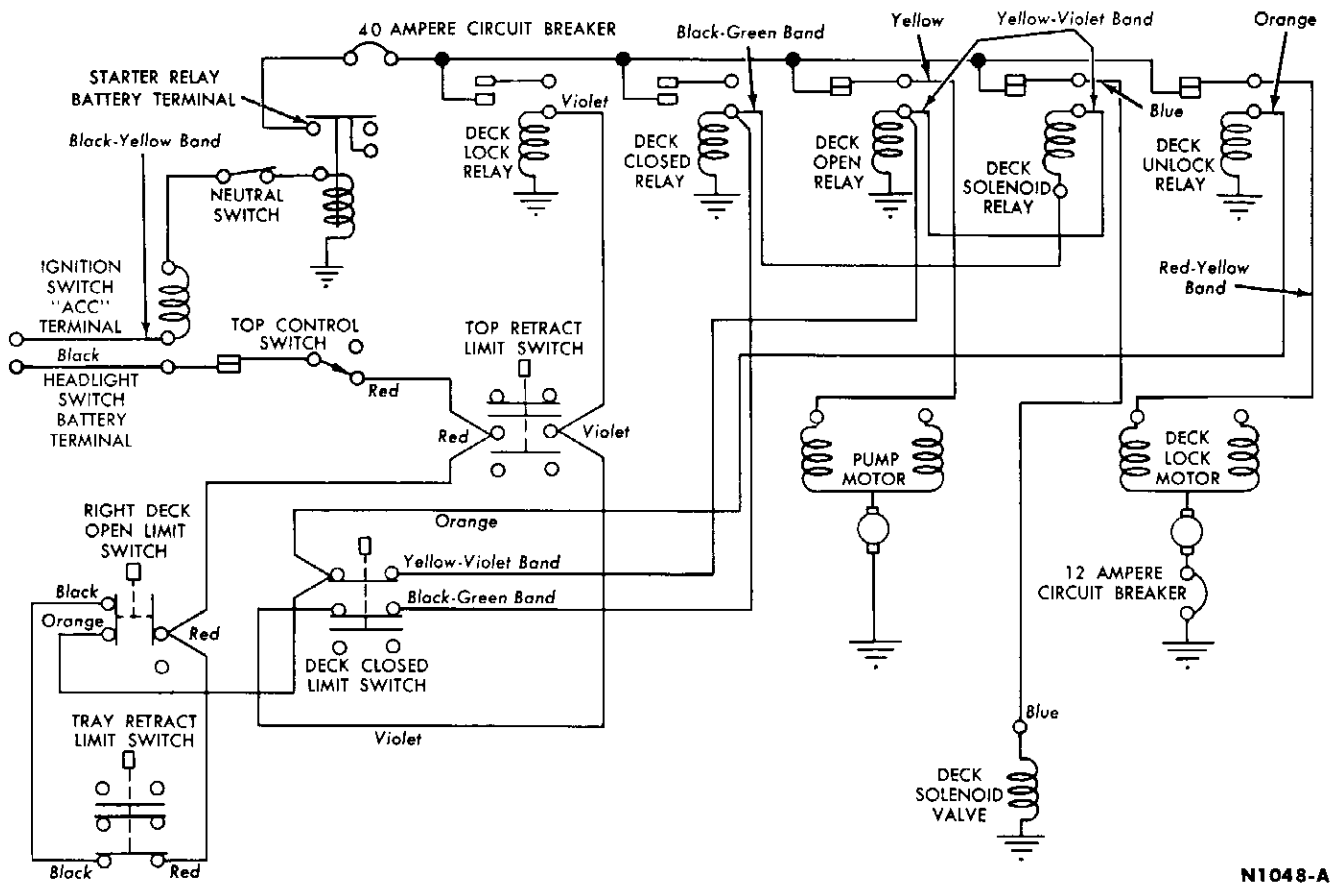 40 AMPERE CIRCUIT BREAKER
Black-Green Band
Yellow
Yellow-Violet Band
Orange
STARTER RELAY
BATTERY TERMINAL
Black-Yellow Band
Violet
Blue
DECK
LOCK
RELAY
DECK
CLOSED
RELAY
DECK
OPEN
RELAY
DECK
SOLENOID
RELAY
DECK
UNLOCK
RELAY
NEUTRAL
SWITCH
IGNITION
SWITCH
"ACC"
TERMINAL
Red-Yellow
Band
TOP CONTROL
SWITCH
TOP RETRACT
LIMIT SWITCH
Black
HEADLIGHT
SWITCH
BATTERY
TERMINAL
Red
Red
Violet
PUMP
MOTOR
DECK
LOCK
MOTOR
RIGHT DECK
OPEN LIMIT
SWITCH
Orange
Yellow-Violet Band
Black-Green Band
12 AMPERE
CIRCUIT BREAKER
Black
Orange
Red
DECK CLOSED
LIMIT SWITCH
TRAY RETRACT
LIMIT SWITCH
Violet
Blue
DECK
SOLENOID
VALVE
Black
Red
N1048-A